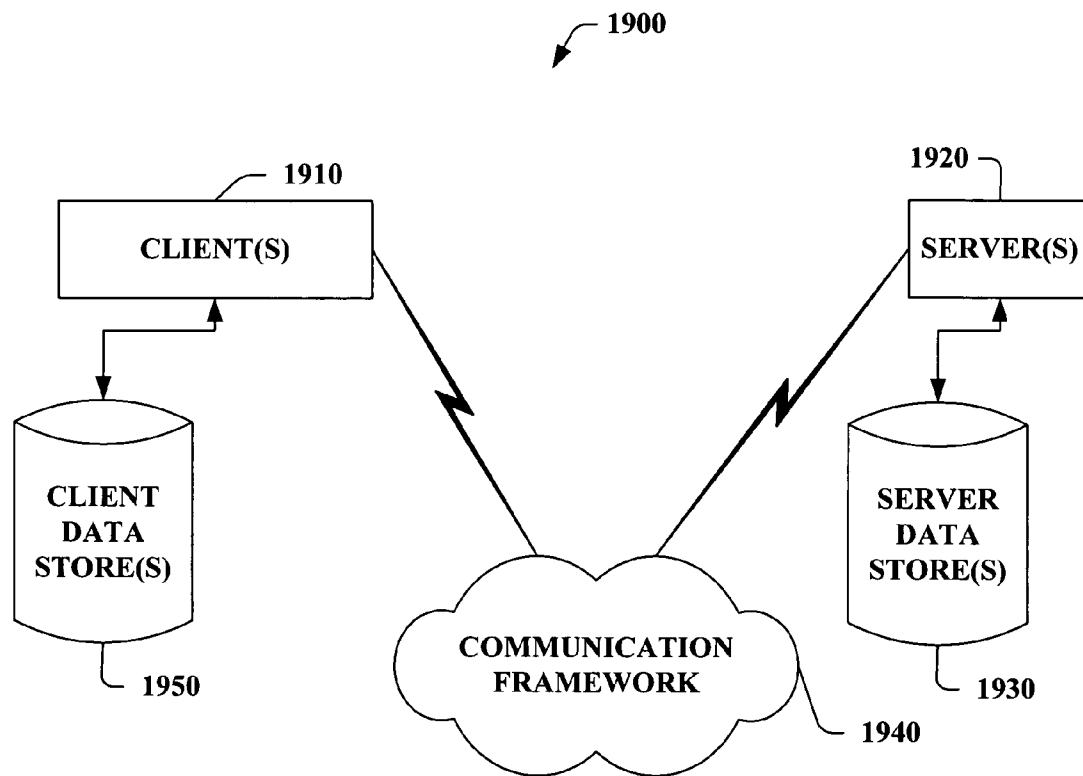 1900
1910
1920
CLIENT(S)
SERVER(S)
CLIENT
DATA
STORE(S)
SERVER
DATA
STORE(S)
COMMUNICATION
FRAMEWORK
1950
1930
1940